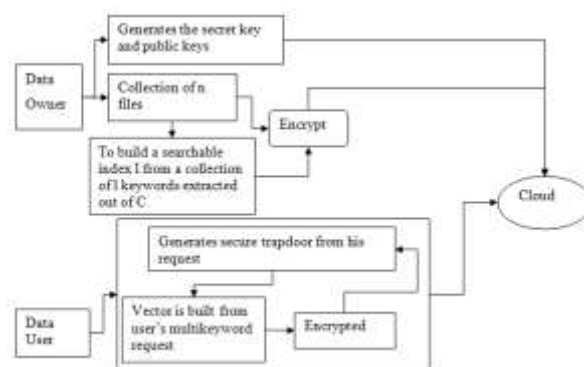 Generates the secret key
and public keys
Data
Owner
Collection of n
files
Encrypt
To build a searchable
index I from a collection
of l keywords extracted
out of C
Cloud
Generates secure trapdoor from his
request
Data
User
Vector is built from
user's multikeyword
request
Encrypted